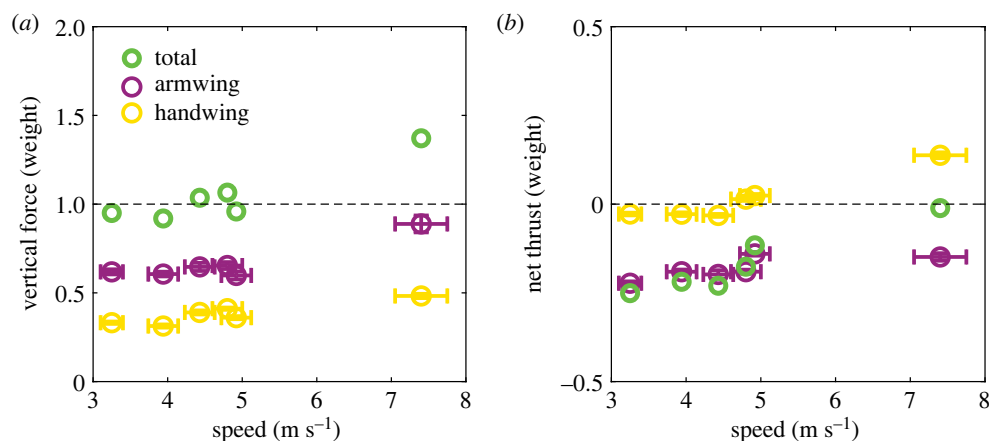 (a)
2.0
1.5
1.0
0.5
0
vertical force (weight)
total
armwing
handwing
3 4 5 6 7 8
speed (m s⁻¹)
(b)
0.5
0
–0.5
net thrust (weight)
3 4 5 6 7 8
speed (m s⁻¹)